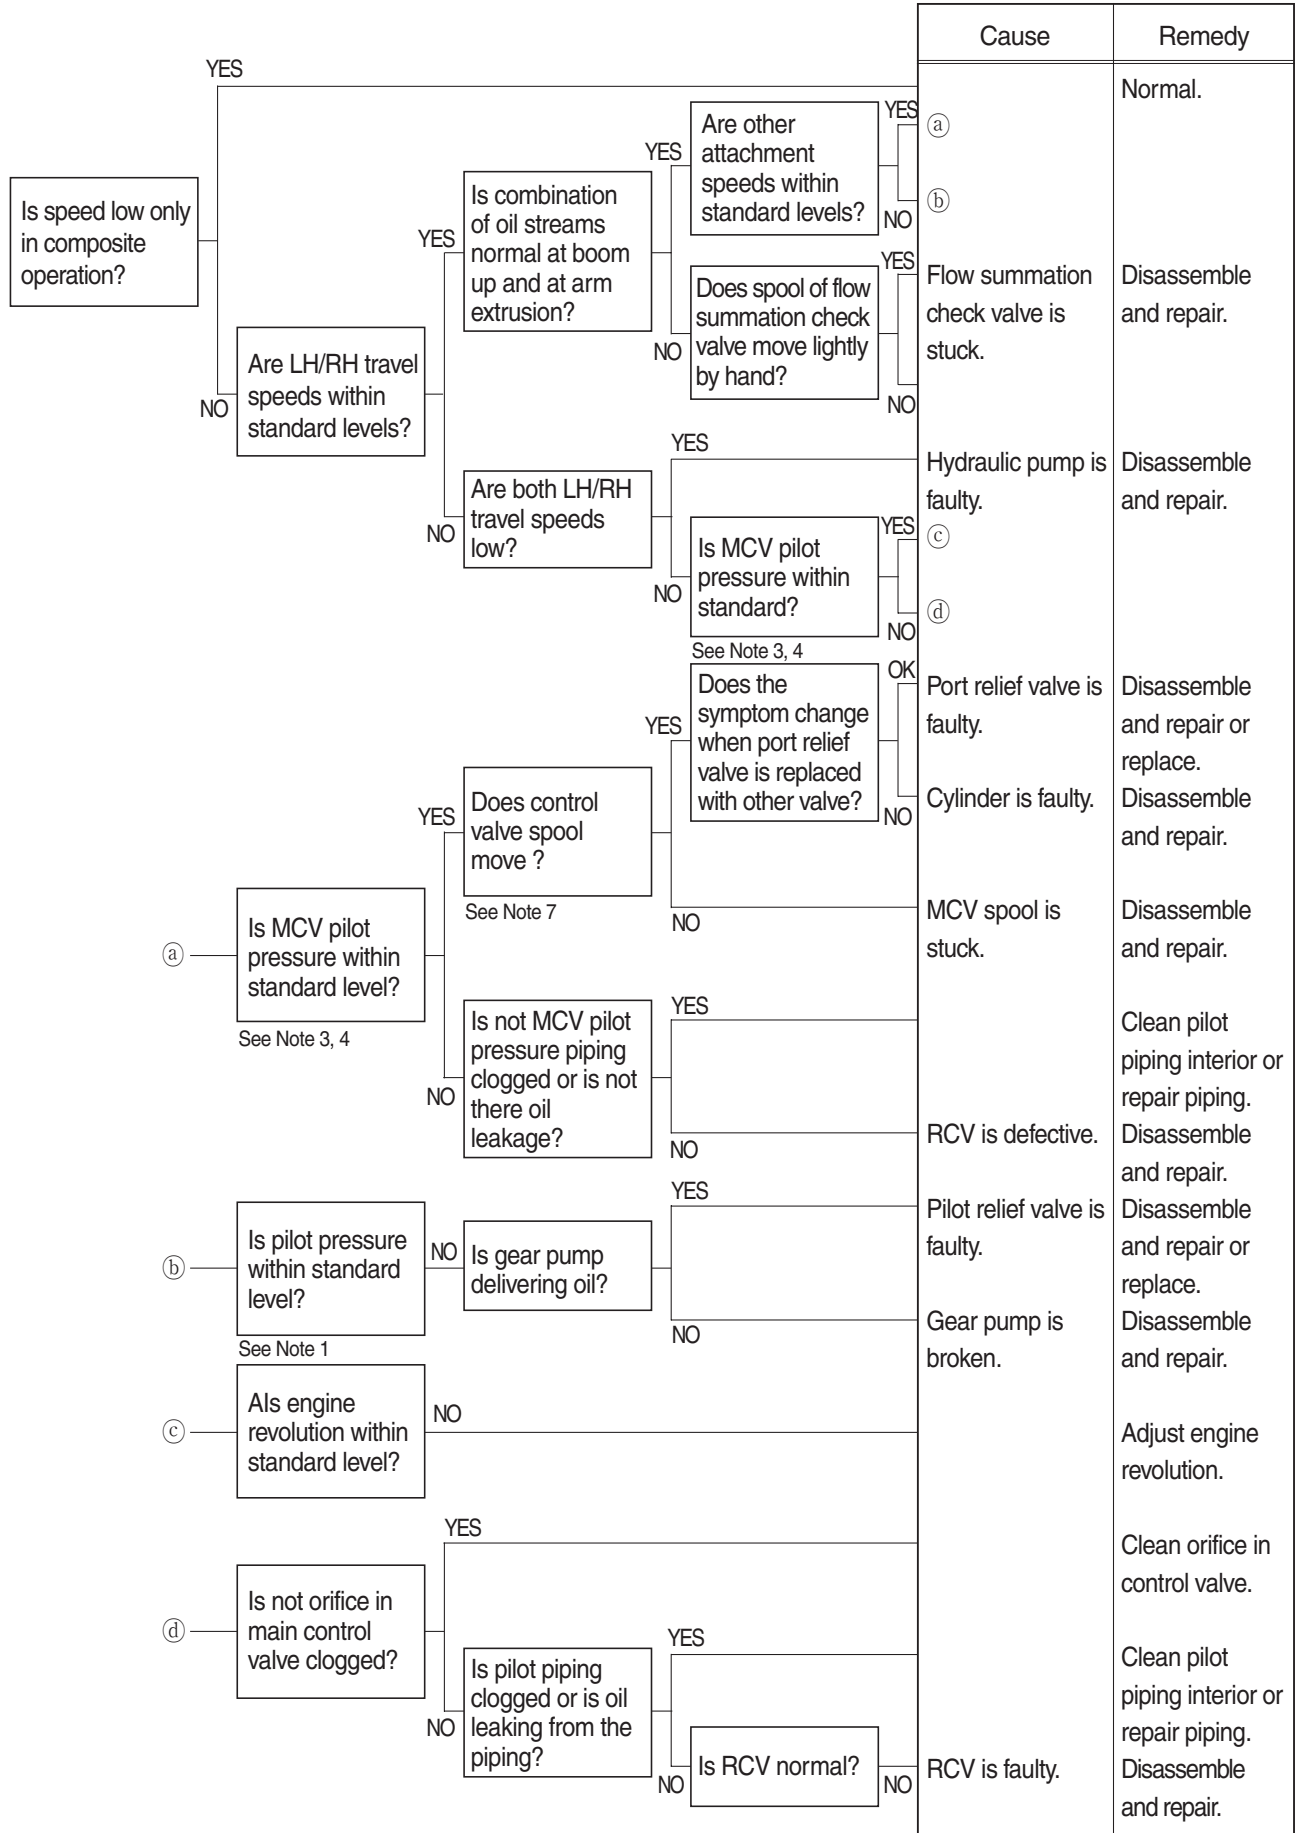 Cause
Remedy
YES
Normal.
Is speed low only
in composite
operation?
NO
Are LH/RH travel
speeds within
standard levels?
YES
Is combination
of oil streams
normal at boom
up and at arm
extrusion?
YES
Are other
attachment
speeds within
standard levels?
YES
ⓐ
NO
ⓑ
NO
Does spool of flow
summation check
valve move lightly
by hand?
YES
Flow summation
check valve is
stuck.
Disassemble
and repair.
NO
NO
Are both LH/RH
travel speeds
low?
YES
Hydraulic pump is
faulty.
Disassemble
and repair.
NO
Is MCV pilot
pressure within
standard?
See Note 3, 4
YES
ⓒ
NO
ⓓ
ⓐ
Is MCV pilot
pressure within
standard level?
See Note 3, 4
YES
Does control
valve spool
move ?
See Note 7
YES
Does the
symptom change
when port relief
valve is replaced
with other valve?
OK
Port relief valve is
faulty.
Disassemble
and repair or
replace.
NO
Cylinder is faulty.
Disassemble
and repair.
NO
MCV spool is
stuck.
Disassemble
and repair.
NO
Is not MCV pilot
pressure piping
clogged or is not
there oil
leakage?
YES
Clean pilot
piping interior or
repair piping.
NO
RCV is defective.
Disassemble
and repair.
ⓑ
Is pilot pressure
within standard
level?
See Note 1
NO
Is gear pump
delivering oil?
YES
Pilot relief valve is
faulty.
Disassemble
and repair or
replace.
NO
Gear pump is
broken.
Disassemble
and repair.
ⓒ
AIs engine
revolution within
standard level?
NO
Adjust engine
revolution.
ⓓ
Is not orifice in
main control
valve clogged?
YES
Clean orifice in
control valve.
NO
Is pilot piping
clogged or is oil
leaking from the
piping?
YES
Clean pilot
piping interior or
repair piping.
NO
Is RCV normal?
NO
RCV is faulty.
Disassemble
and repair.